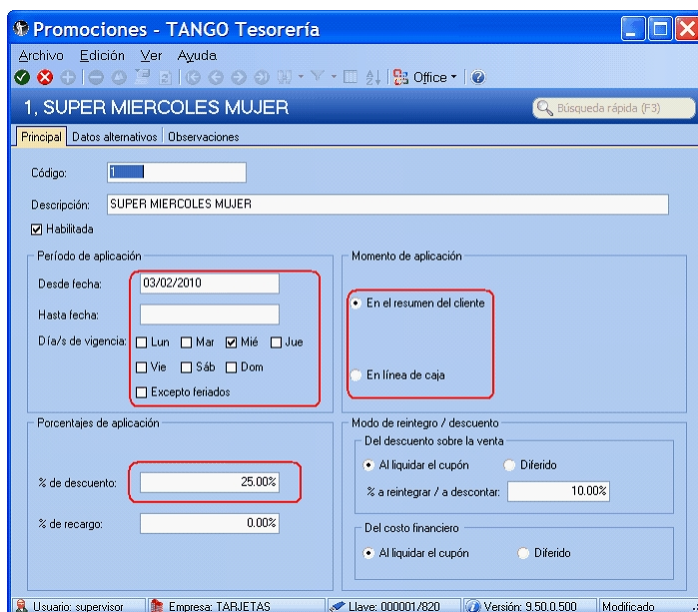 Promociones - TANGO Tesorería
Archivo Edición Ver Ayuda
Office
1, SUPER MIERCOLES MUJER
Búsqueda rápida (F3)
Principal Datos alternativos Observaciones
Código: 1
Descripción: SUPER MIERCOLES MUJER
Habilitada
Período de aplicación
Desde fecha: 03/02/2010
Hasta fecha:
Día/s de vigencia: Lun Mar Mié Jue
Vie Sáb Dom
Excepto feriados
Momento de aplicación
En el resumen del cliente
En línea de caja
Porcentajes de aplicación
% de descuento: 25.00%
% de recargo: 0.00%
Modo de reintegro / descuento
Del descuento sobre la venta
Al liquidar el cupón Diferido
% a reintegrar / a descontar: 10.00%
Del costo financiero
Al liquidar el cupón Diferido
Usuario: supervisor Empresa: TARJETAS Llave: 000001/820 Versión: 9.50.0.500 Modificado